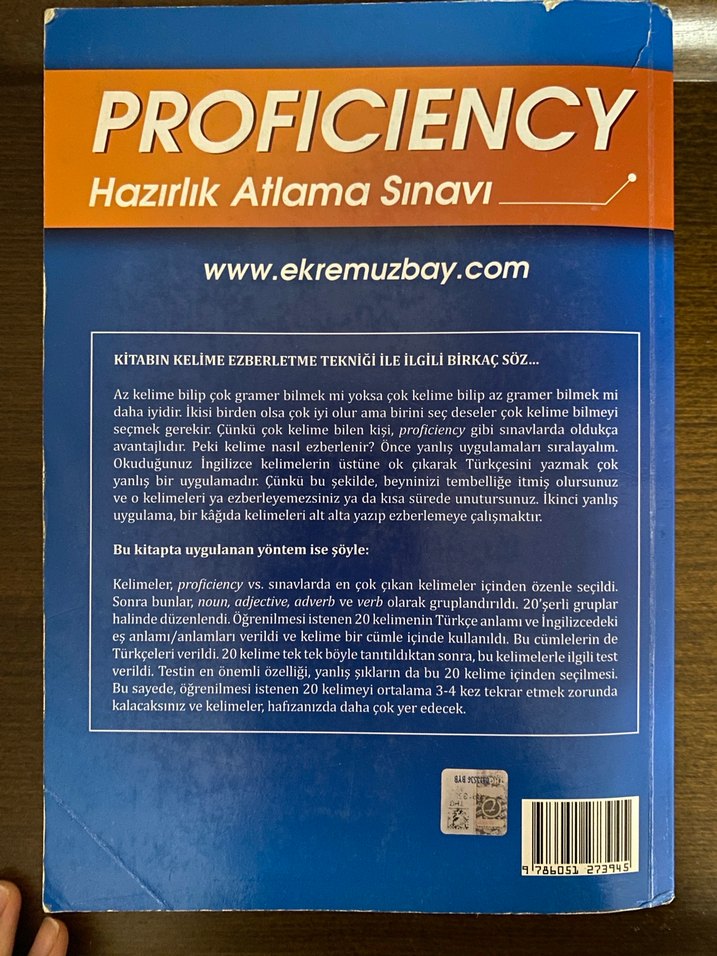 PROFICIENCY
Hazırlık Atlama Sınavı
www.ekremuzbay.com
KİTABIN KELİME EZBERLETME TEKNİĞİ İLE İLGİLİ BİRKAÇ SÖZ...
Az kelime bilip çok gramer bilmek mi yoksa çok kelime bilip az gramer bilmek mi
daha iyidir. İkisi birden olsa çok iyi olur ama birini seç deseler çok kelime bilmeyi
seçmek gerekir. Çünkü çok kelime bilen kişi, proficiency gibi sınavlarda oldukça
avantajlıdır. Peki kelime nasıl ezberlenir? Önce yanlış uygulamaları sıralayalım.
Okuduğunuz İngilizce kelimelerin üstüne ok çıkarak Türkçesini yazmak çok
yanlış bir uygulamadır. Çünkü bu şekilde, beyninizi tembelliğe itmiş olursunuz
ve o kelimeleri ya ezberleyemezsiniz ya da kısa sürede unutursunuz. İkinci yanlış
uygulama, bir kâğıda kelimeleri alt alta yazıp ezberlemeye çalışmaktır.
Bu kitapta uygulanan yöntem ise şöyle:
Kelimeler, proficiency vs. sınavlarda en çok çıkan kelimeler içinden özenle seçildi.
Sonra bunlar, noun, adjective, adverb ve verb olarak gruplandırıldı. 20'şerli gruplar
halinde düzenlendi. Öğrenilmesi istenen 20 kelimenin Türkçe anlamı ve İngilizcedeki
eş anlamı/anlamları verildi ve kelime bir cümle içinde kullanıldı. Bu cümlelerin de
Türkçeleri verildi. 20 kelime tek tek böyle tanıtıldıktan sonra, bu kelimelerle ilgili test
verildi. Testin en önemli özelliği, yanlış şıkların da bu 20 kelime içinden seçilmesi.
Bu sayede, öğrenilmesi istenen 20 kelimeyi ortalama 3-4 kez tekrar etmek zorunda
kalacaksınız ve kelimeler, hafızanızda daha çok yer edecek.
9 786051 273945